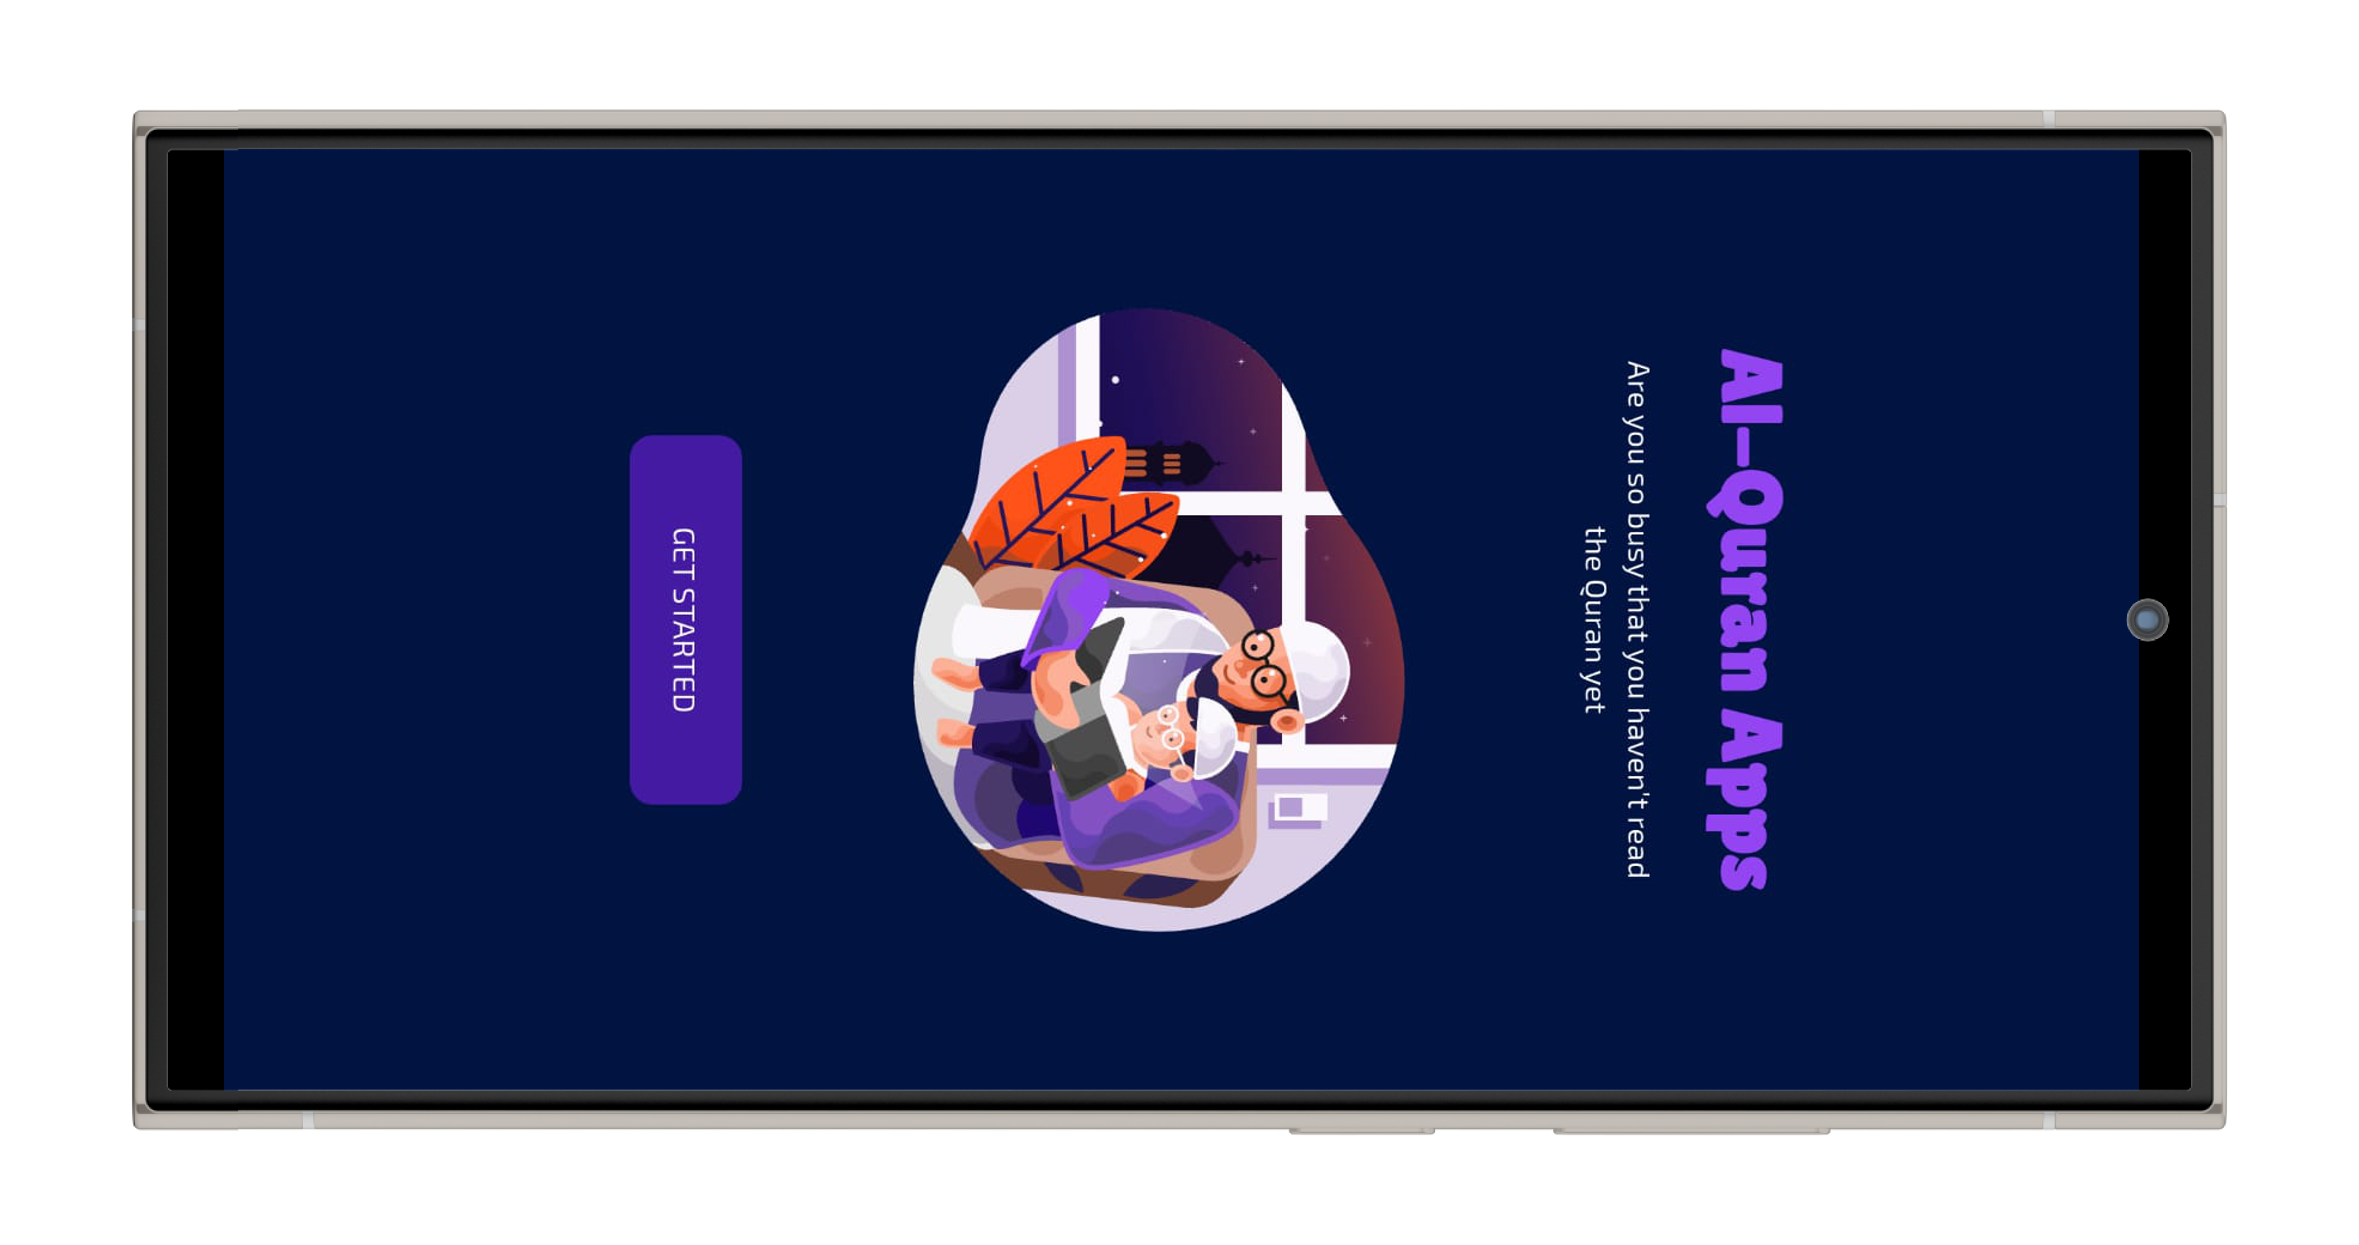 Al-Quran Apps
Are you so busy that you haven't read
the Quran yet
GET STARTED